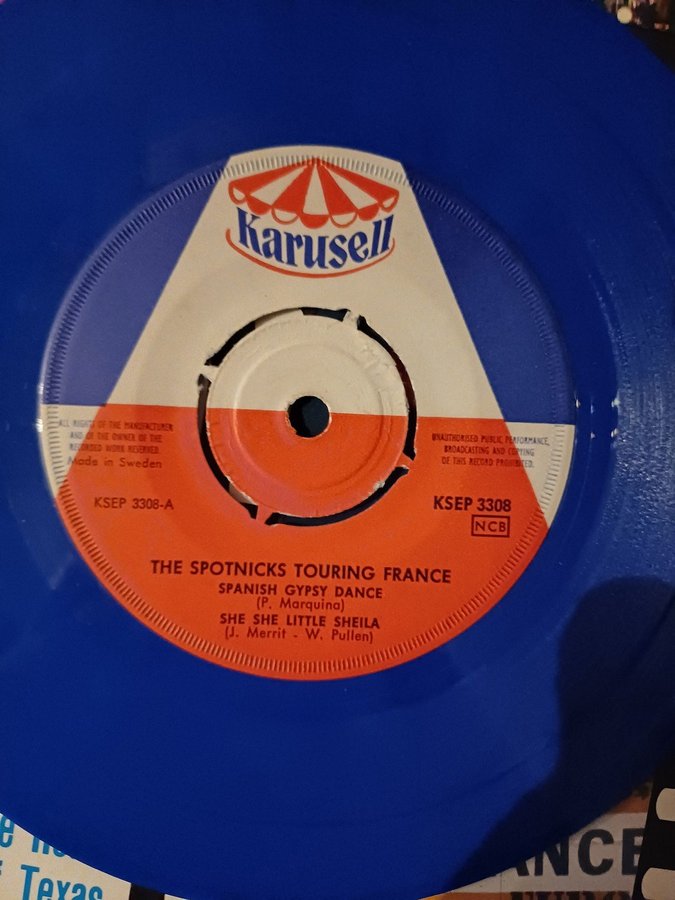 Karusell
ALL RIGHTS OF THE MANUFACTURER
AND OF THE OWNER OF THE
RECORDED WORK RESERVED.
Made in Sweden
UNAUTHORISED PUBLIC PERFORMANCE,
BROADCASTING AND COPYING
OF THIS RECORD PROHIBITED.
KSEP 3308-A
KSEP 3308
NCB
THE SPOTNICKS TOURING FRANCE
SPANISH GYPSY DANCE
(P. Marquina)
SHE SHE LITTLE SHEILA
(J. Merrit - W. Pullen)
Texas